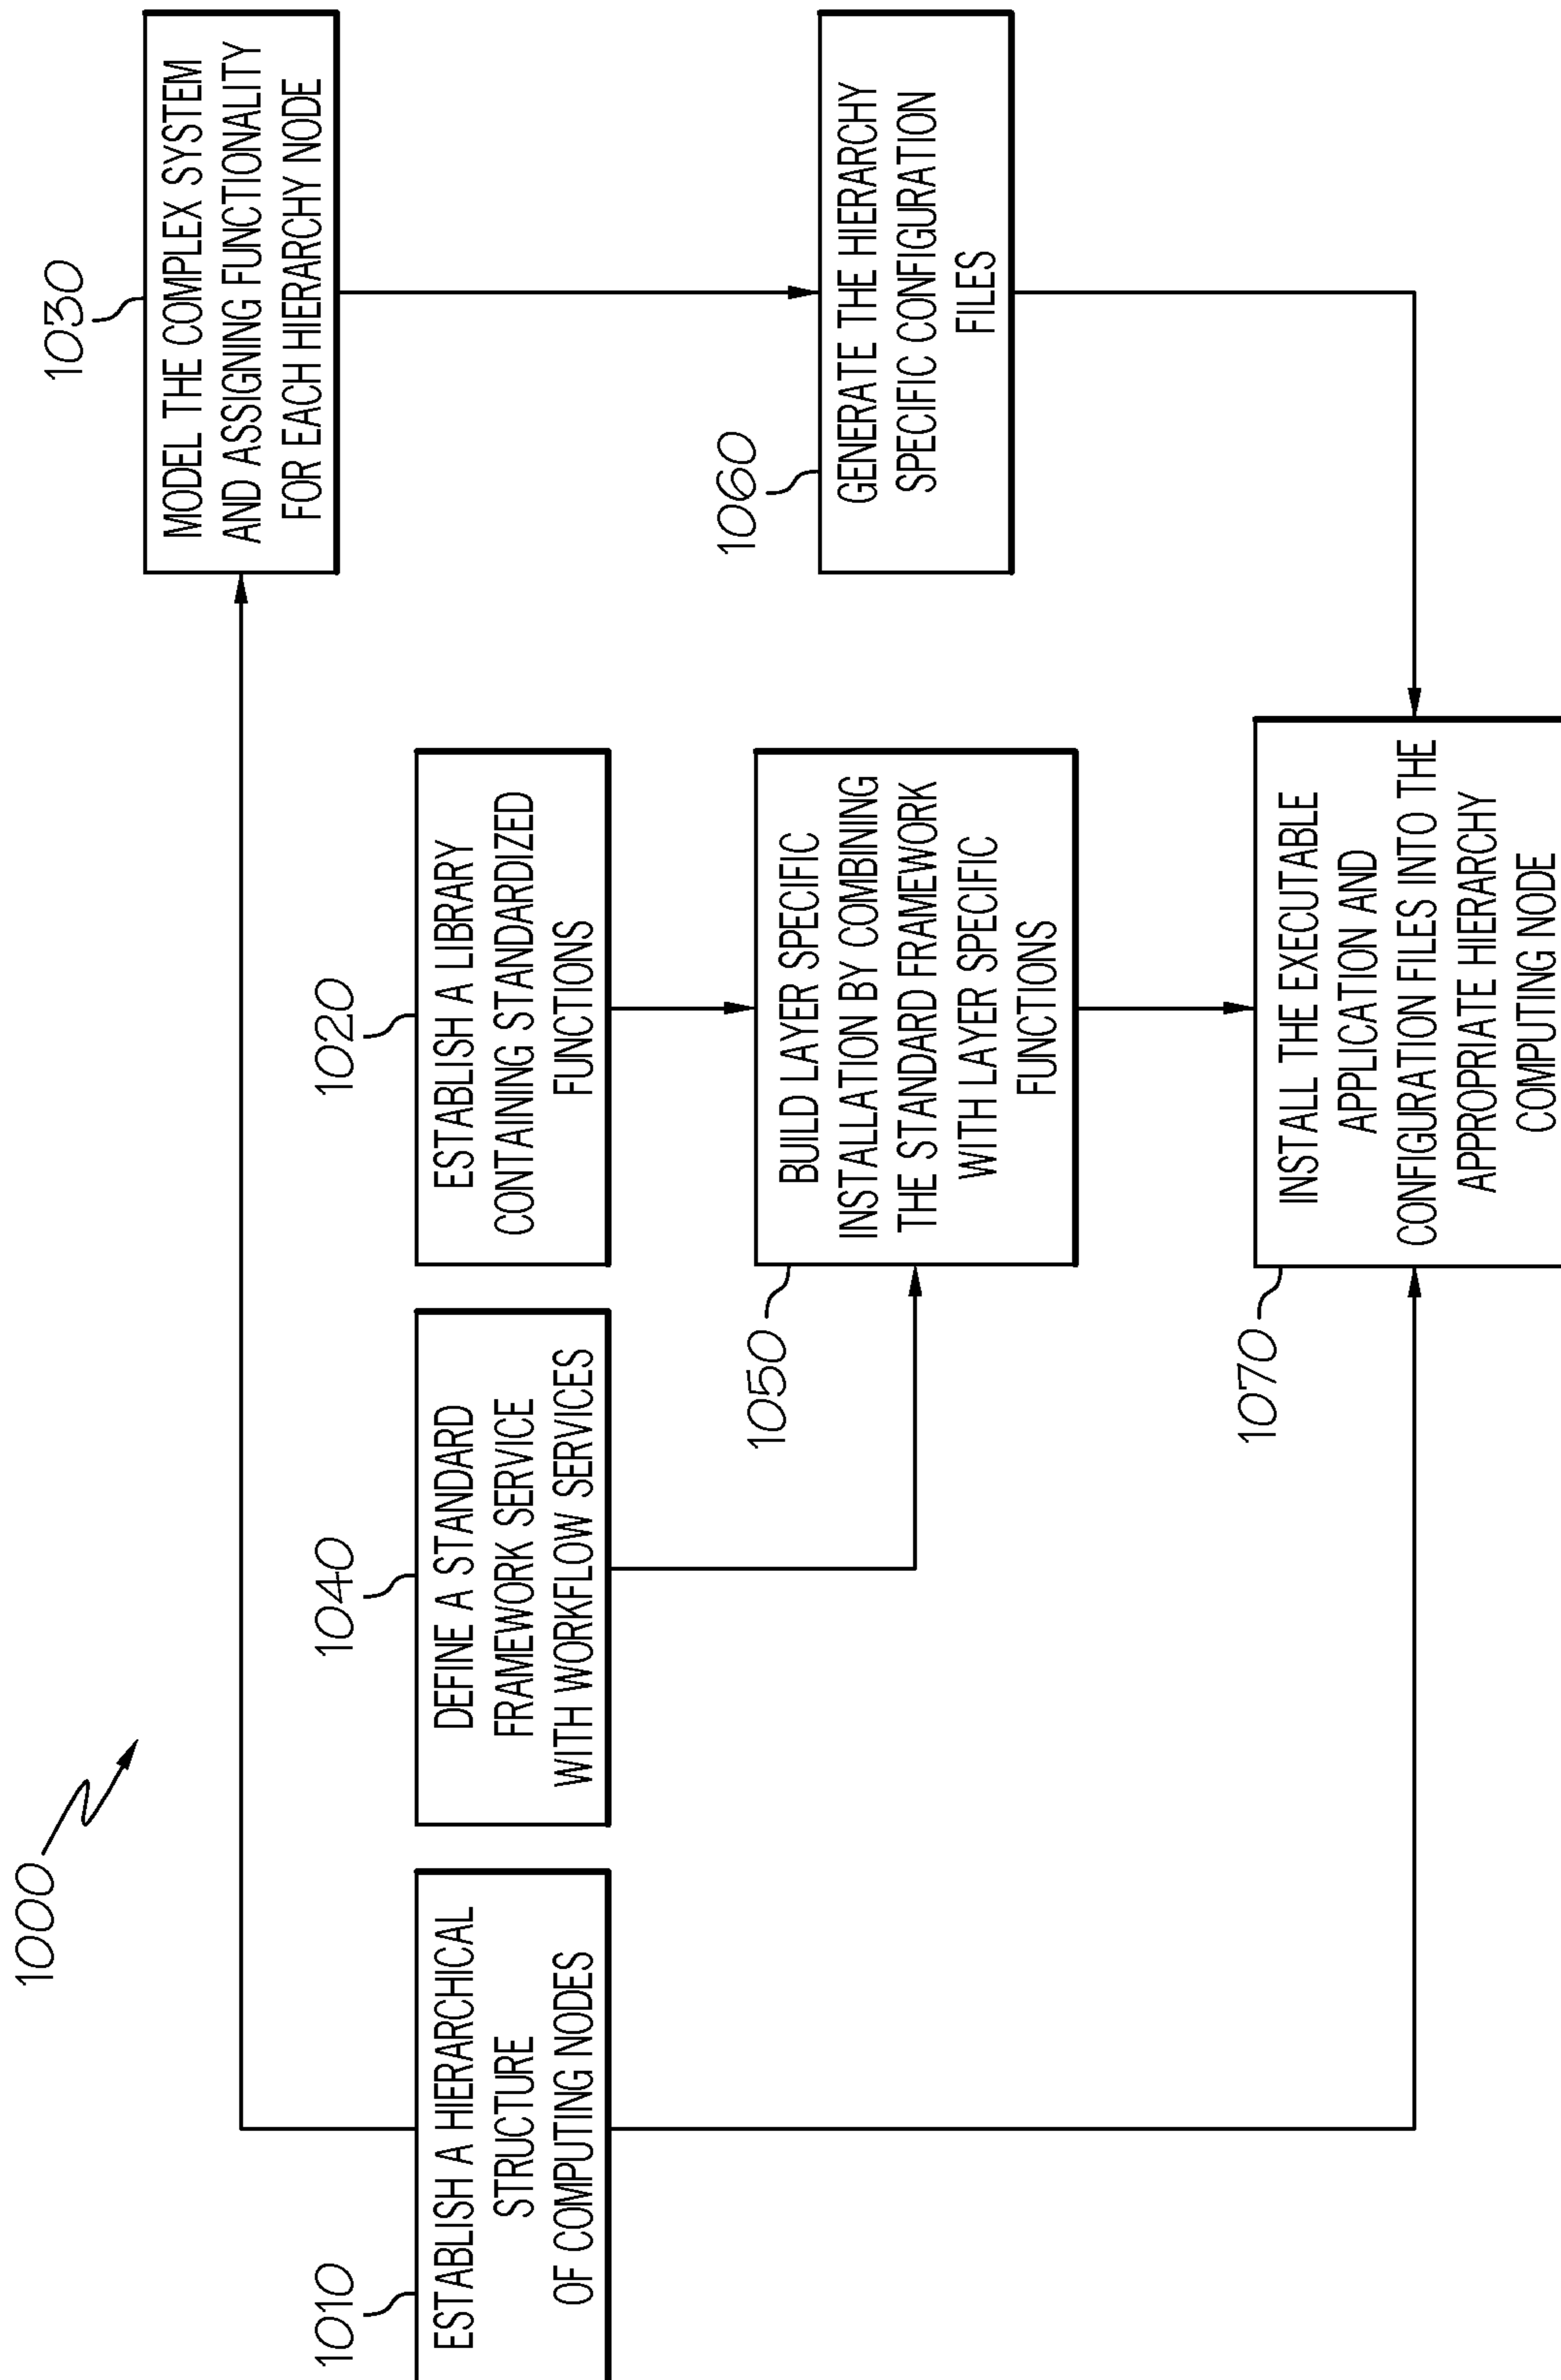 1000
1010
ESTABLISH A HIERARCHICAL
STRUCTURE
OF COMPUTING NODES
1040
DEFINE A STANDARD
FRAMEWORK SERVICE
WITH WORKFLOW SERVICES
1020
ESTABLISH A LIBRARY
CONTAINING STANDARDIZED
FUNCTIONS
1030
MODEL THE COMPLEX SYSTEM
AND ASSIGNING FUNCTIONALITY
FOR EACH HIERARCHY NODE
1050
BUILD LAYER SPECIFIC
INSTALLATION BY COMBINING
THE STANDARD FRAMEWORK
WITH LAYER SPECIFIC
FUNCTIONS
1060
GENERATE THE HIERARCHY
SPECIFIC CONFIGURATION
FILES
1070
INSTALL THE EXECUTABLE
APPLICATION AND
CONFIGURATION FILES INTO THE
APPROPRIATE HIERARCHY
COMPUTING NODE